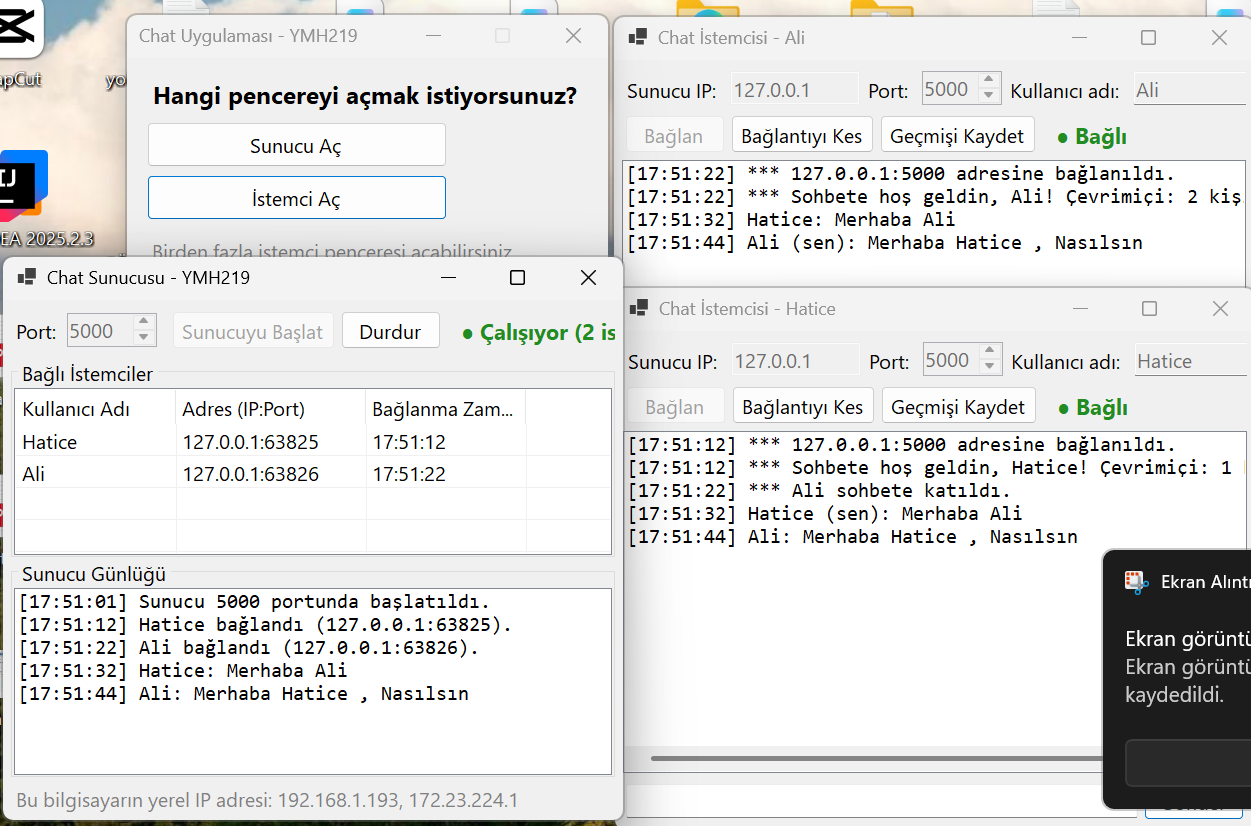 Chat Uygulaması - YMH219
Hangi pencereyi açmak istiyorsunuz?
Sunucu Aç
İstemci Aç
Birden fazla istemci penceresi açabilirsiniz
EA 2025.2.3
Chat İstemcisi - Ali
Sunucu IP: 127.0.0.1 Port: 5000 Kullanıcı adı: Ali
Bağlan Bağlantıyı Kes Geçmişi Kaydet ● Bağlı
[17:51:22] *** 127.0.0.1:5000 adresine bağlanıldı.
[17:51:22] *** Sohbete hoş geldin, Ali! Çevrimiçi: 2 kiş
[17:51:32] Hatice: Merhaba Ali
[17:51:44] Ali (sen): Merhaba Hatice , Nasılsın
Chat Sunucusu - YMH219
Port: 5000 Sunucuyu Başlat Durdur ● Çalışıyor (2 is
Bağlı İstemciler
Kullanıcı Adı Adres (IP:Port) Bağlanma Zam...
Hatice 127.0.0.1:63825 17:51:12
Ali 127.0.0.1:63826 17:51:22
Sunucu Günlüğü
[17:51:01] Sunucu 5000 portunda başlatıldı.
[17:51:12] Hatice bağlandı (127.0.0.1:63825).
[17:51:22] Ali bağlandı (127.0.0.1:63826).
[17:51:32] Hatice: Merhaba Ali
[17:51:44] Ali: Merhaba Hatice , Nasılsın
Bu bilgisayarın yerel IP adresi: 192.168.1.193, 172.23.224.1
Chat İstemcisi - Hatice
Sunucu IP: 127.0.0.1 Port: 5000 Kullanıcı adı: Hatice
Bağlan Bağlantıyı Kes Geçmişi Kaydet ● Bağlı
[17:51:12] *** 127.0.0.1:5000 adresine bağlanıldı.
[17:51:12] *** Sohbete hoş geldin, Hatice! Çevrimiçi: 1
[17:51:22] *** Ali sohbete katıldı.
[17:51:32] Hatice (sen): Merhaba Ali
[17:51:44] Ali: Merhaba Hatice , Nasılsın
Ekran Alıntı
Ekran görüntü
Ekran görüntü
kaydedildi.